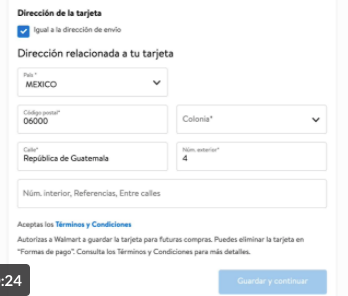 Dirección de la tarjeta
Igual a la dirección de envío
Dirección relacionada a tu tarjeta
País*
MEXICO
Código postal*
06000
Colonia*
Calle*
República de Guatemala
Núm. exterior*
4
Núm. interior, Referencias, Entre calles
Aceptas los Términos y Condiciones
Autorizas a Walmart a guardar la tarjeta para futuras compras. Puedes eliminar la tarjeta en
"Formas de pago". Consulta los Términos y Condiciones para más detalles.
:24
Guardar y continuar